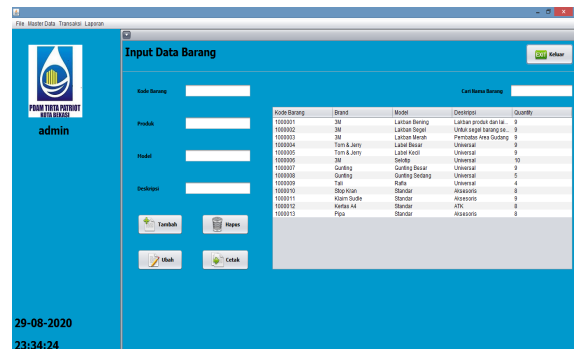 File Master Data Transaksi Laporan
Input Data Barang
EXIT Keluar
PDAM TIRTA PATRIOT
KOTA BEKASI
admin
Kode Barang
Cari Nama Barang
Produk
Model
Deskripsi
Tambah
Hapus
Ubah
Cetak
Kode Barang Brand Model Deskripsi Quantity
1000001 3M Lakban Bening Lakban produk dan lai... 9
1000002 3M Lakban Segel Untuk segel barang se... 9
1000003 3M Lakban Merah Pembatas Area Gudang 9
1000004 Tom & Jerry Label Besar Universal 9
1000005 Tom & Jerry Label Kecil Universal 9
1000006 3M Selotip Universal 10
1000007 Gunting Gunting Besar Universal 9
1000008 Gunting Gunting Sedang Universal 5
1000009 Tali Rafia Universal 4
1000010 Stop Kran Standar Aksesoris 8
1000011 Klaim Sudle Standar Aksesoris 9
1000012 Kertas A4 Standar ATK 8
1000013 Pipa Standar Aksesoris 8
29-08-2020
23:34:24